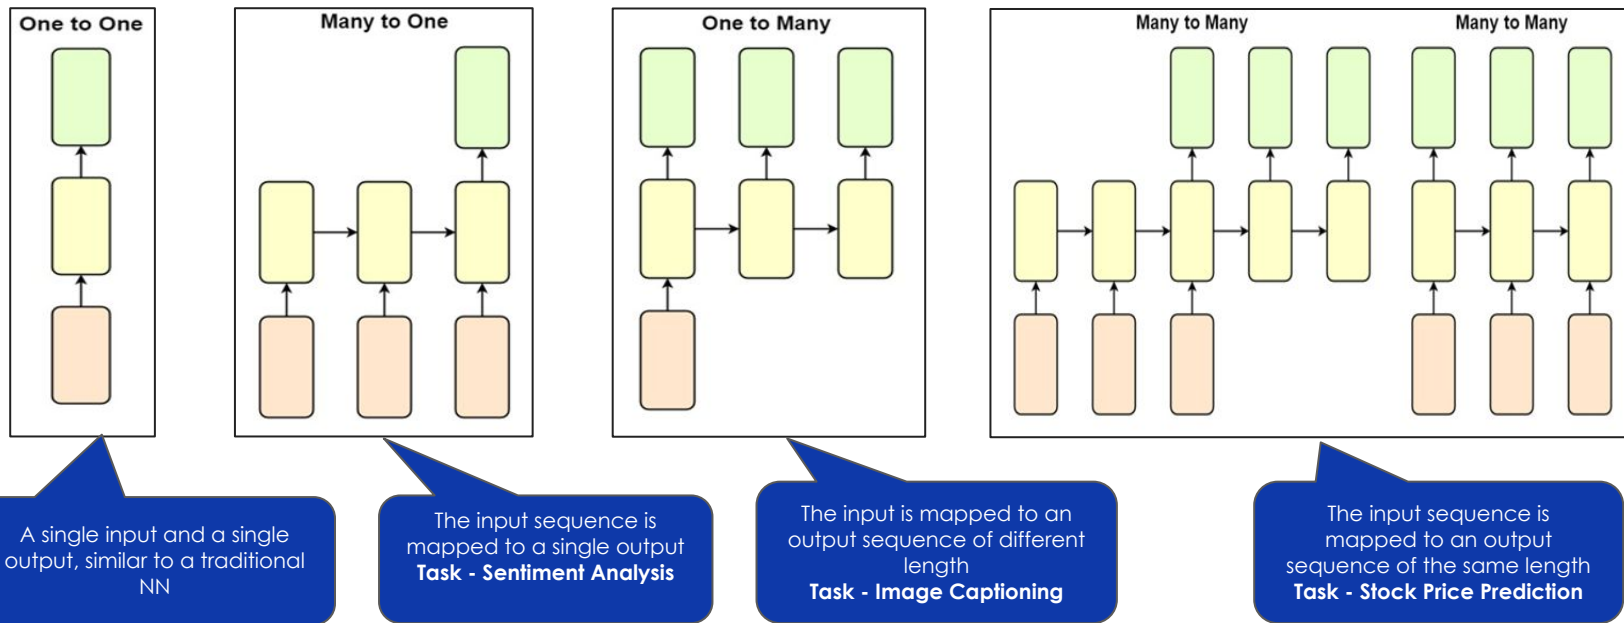 One to One
Many to One
One to Many
Many to Many
Many to Many
A single input and a single
output, similar to a traditional
NN
The input sequence is
mapped to a single output
Task - Sentiment Analysis
The input is mapped to an
output sequence of different
length
Task - Image Captioning
The input sequence is
mapped to an output
sequence of the same length
Task - Stock Price Prediction